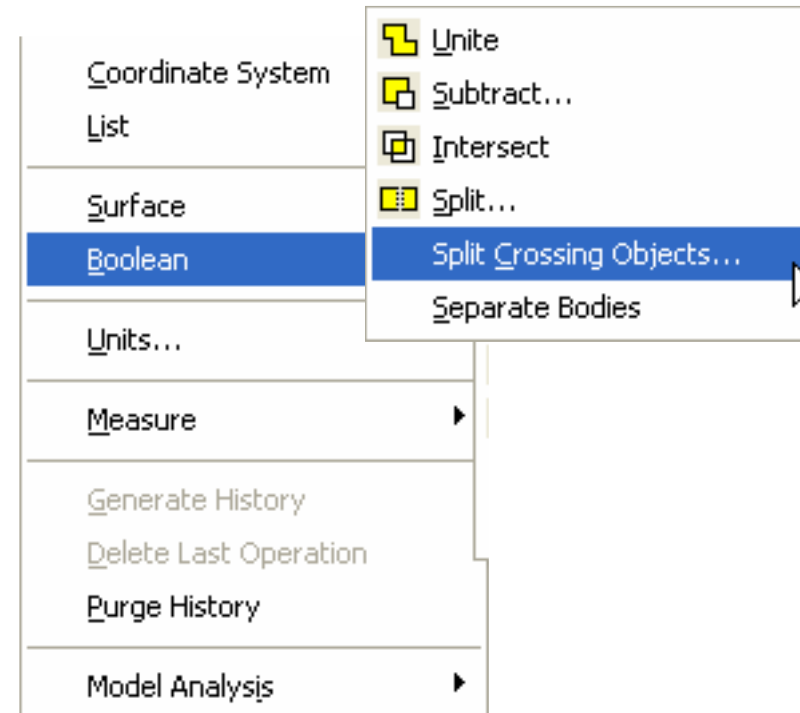 Coordinate System
List
Surface
Boolean
Units...
Measure
Generate History
Delete Last Operation
Purge History
Model Analysis
Unite
Subtract...
Intersect
Split...
Split Crossing Objects...
Separate Bodies